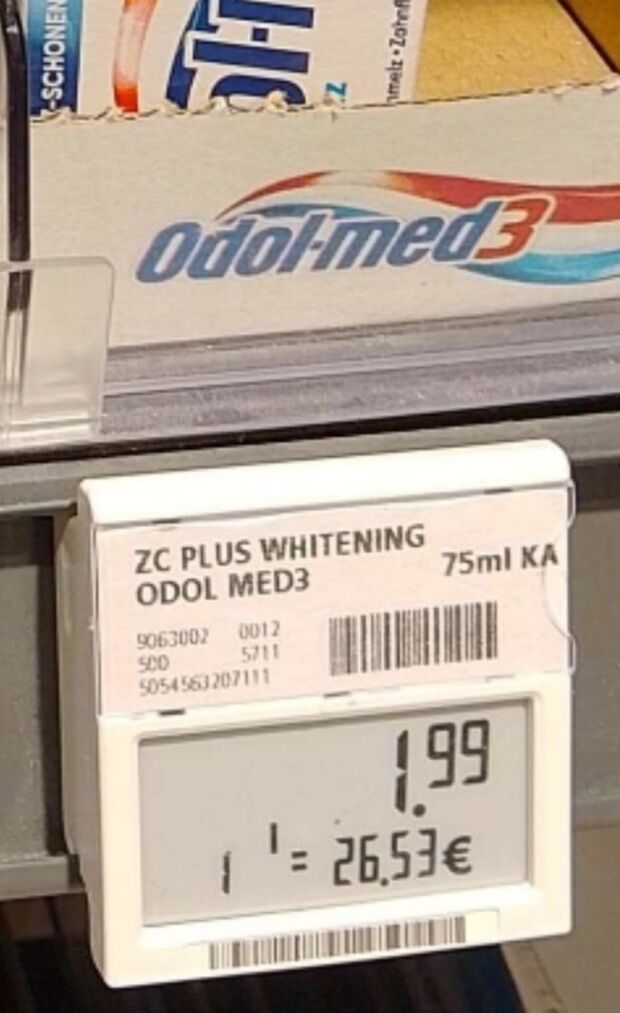 -SCHONEN
Odol-med3
ZC PLUS WHITENING
ODOL MED3
75ml KA
9063002 0012
500 5711
5054563207111
1.99
1 l = 26.53€